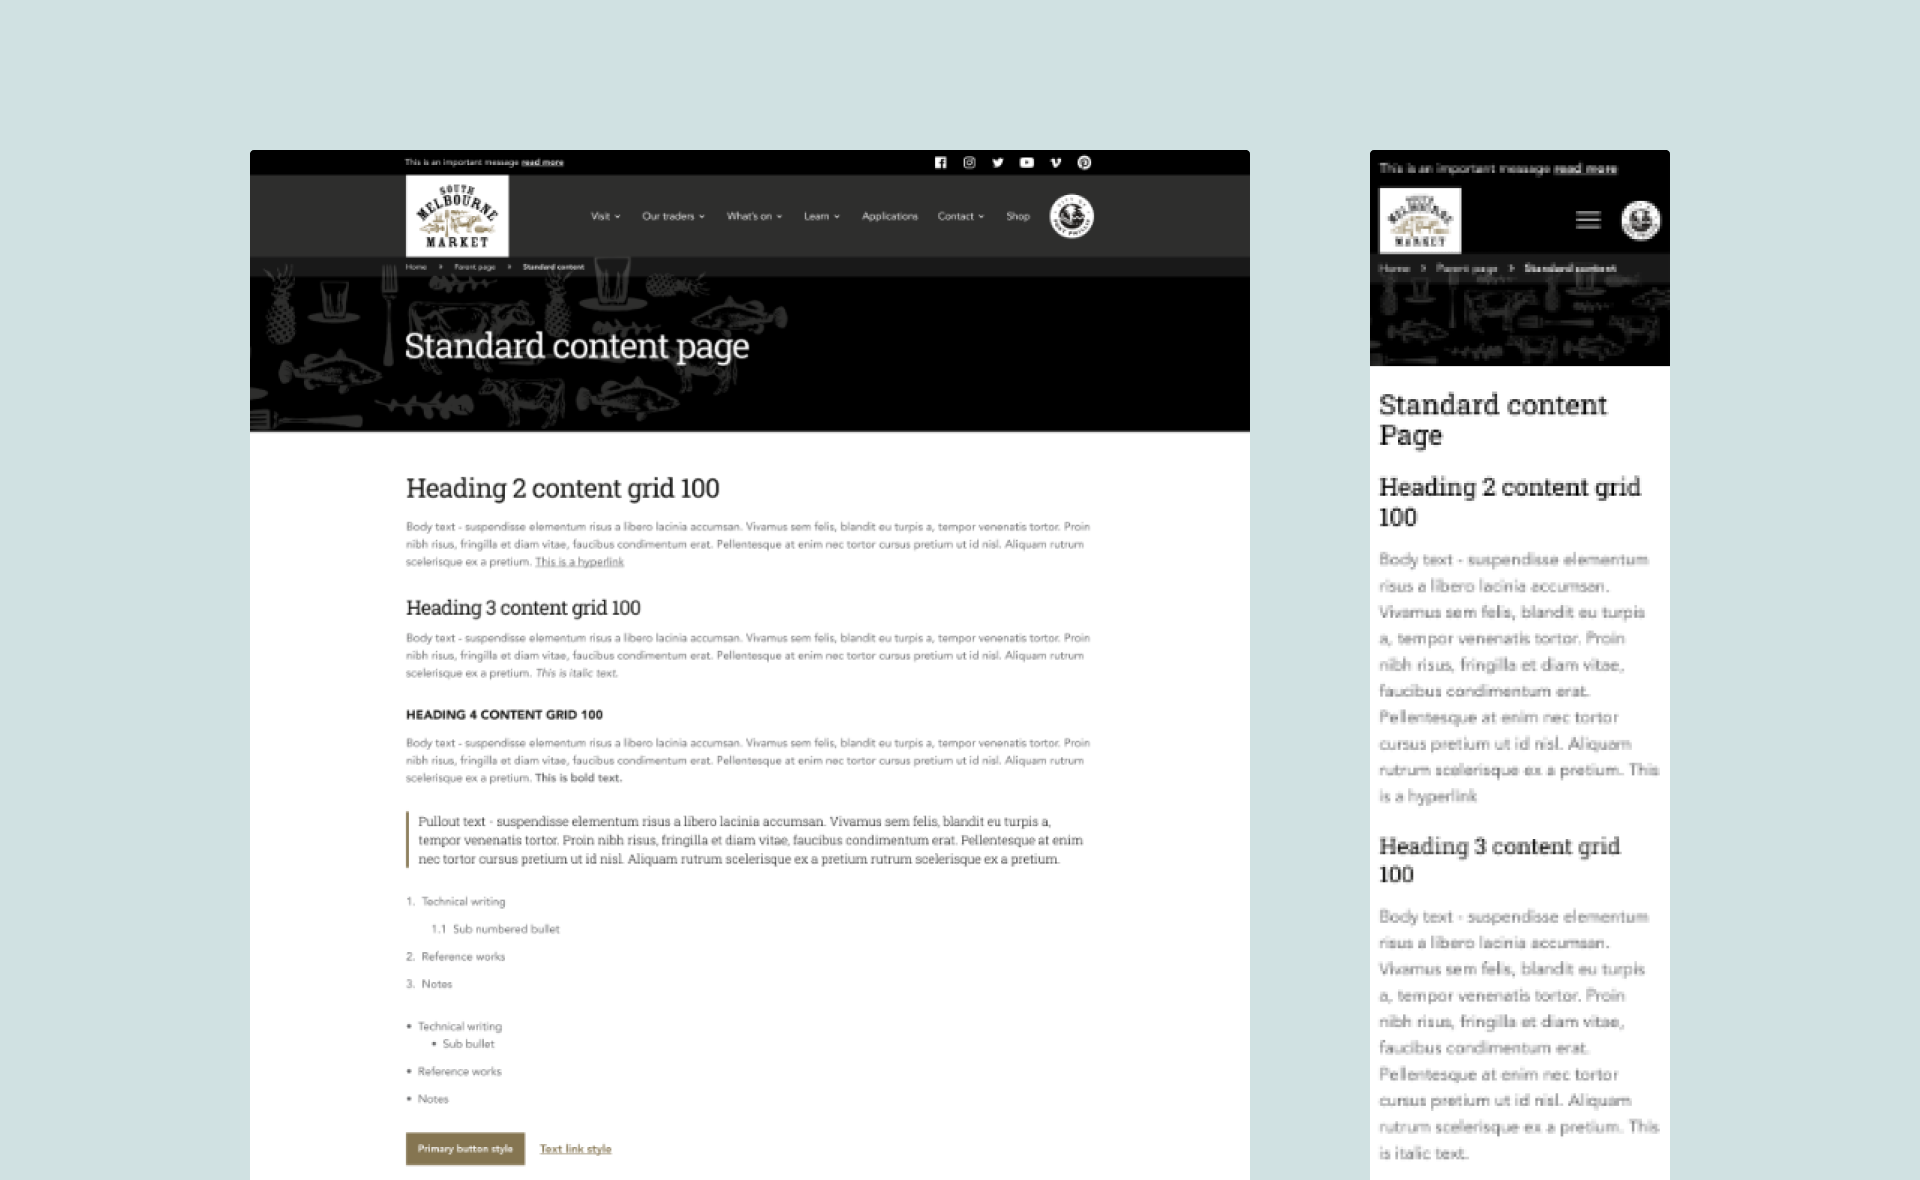 This is an important message read more
SOUTH
MELBOURNE
MARKET
Visit
Our traders
What's on
Learn
Applications
Contact
Shop
CITY OF
PORT PHILLIP
Home > Parent page > Standard content
Standard content page
Heading 2 content grid 100
Body text - suspendisse elementum risus a libero lacinia accumsan. Vivamus sem felis, blandit eu turpis a, tempor venenatis tortor. Proin
nibh risus, fringilla et diam vitae, faucibus condimentum erat. Pellentesque at enim nec tortor cursus pretium ut id nisl. Aliquam rutrum
scelerisque ex a pretium. This is a hyperlink
Heading 3 content grid 100
Body text - suspendisse elementum risus a libero lacinia accumsan. Vivamus sem felis, blandit eu turpis a, tempor venenatis tortor. Proin
nibh risus, fringilla et diam vitae, faucibus condimentum erat. Pellentesque at enim nec tortor cursus pretium ut id nisl. Aliquam rutrum
scelerisque ex a pretium. This is italic text.
HEADING 4 CONTENT GRID 100
Body text - suspendisse elementum risus a libero lacinia accumsan. Vivamus sem felis, blandit eu turpis a, tempor venenatis tortor. Proin
nibh risus, fringilla et diam vitae, faucibus condimentum erat. Pellentesque at enim nec tortor cursus pretium ut id nisl. Aliquam rutrum
scelerisque ex a pretium. This is bold text.
Pullout text - suspendisse elementum risus a libero lacinia accumsan. Vivamus sem felis, blandit eu turpis a,
tempor venenatis tortor. Proin nibh risus, fringilla et diam vitae, faucibus condimentum erat. Pellentesque at enim
nec tortor cursus pretium ut id nisl. Aliquam rutrum scelerisque ex a pretium rutrum scelerisque ex a pretium.
1. Technical writing
1.1 Sub numbered bullet
2. Reference works
3. Notes
• Technical writing
• Sub bullet
• Reference works
• Notes
Primary button style
Text link style
This is an important message read more
SOUTH
MELBOURNE
MARKET
Home > Parent page > Standard content
Standard content
Page
Heading 2 content grid
100
Body text - suspendisse elementum
risus a libero lacinia accumsan.
Vivamus sem felis, blandit eu turpis
a, tempor venenatis tortor. Proin
nibh risus, fringilla et diam vitae,
faucibus condimentum erat.
Pellentesque at enim nec tortor
cursus pretium ut id nisl. Aliquam
rutrum scelerisque ex a pretium. This
is a hyperlink
Heading 3 content grid
100
Body text - suspendisse elementum
risus a libero lacinia accumsan.
Vivamus sem felis, blandit eu turpis
a, tempor venenatis tortor. Proin
nibh risus, fringilla et diam vitae,
faucibus condimentum erat.
Pellentesque at enim nec tortor
cursus pretium ut id nisl. Aliquam
rutrum scelerisque ex a pretium. This
is italic text.